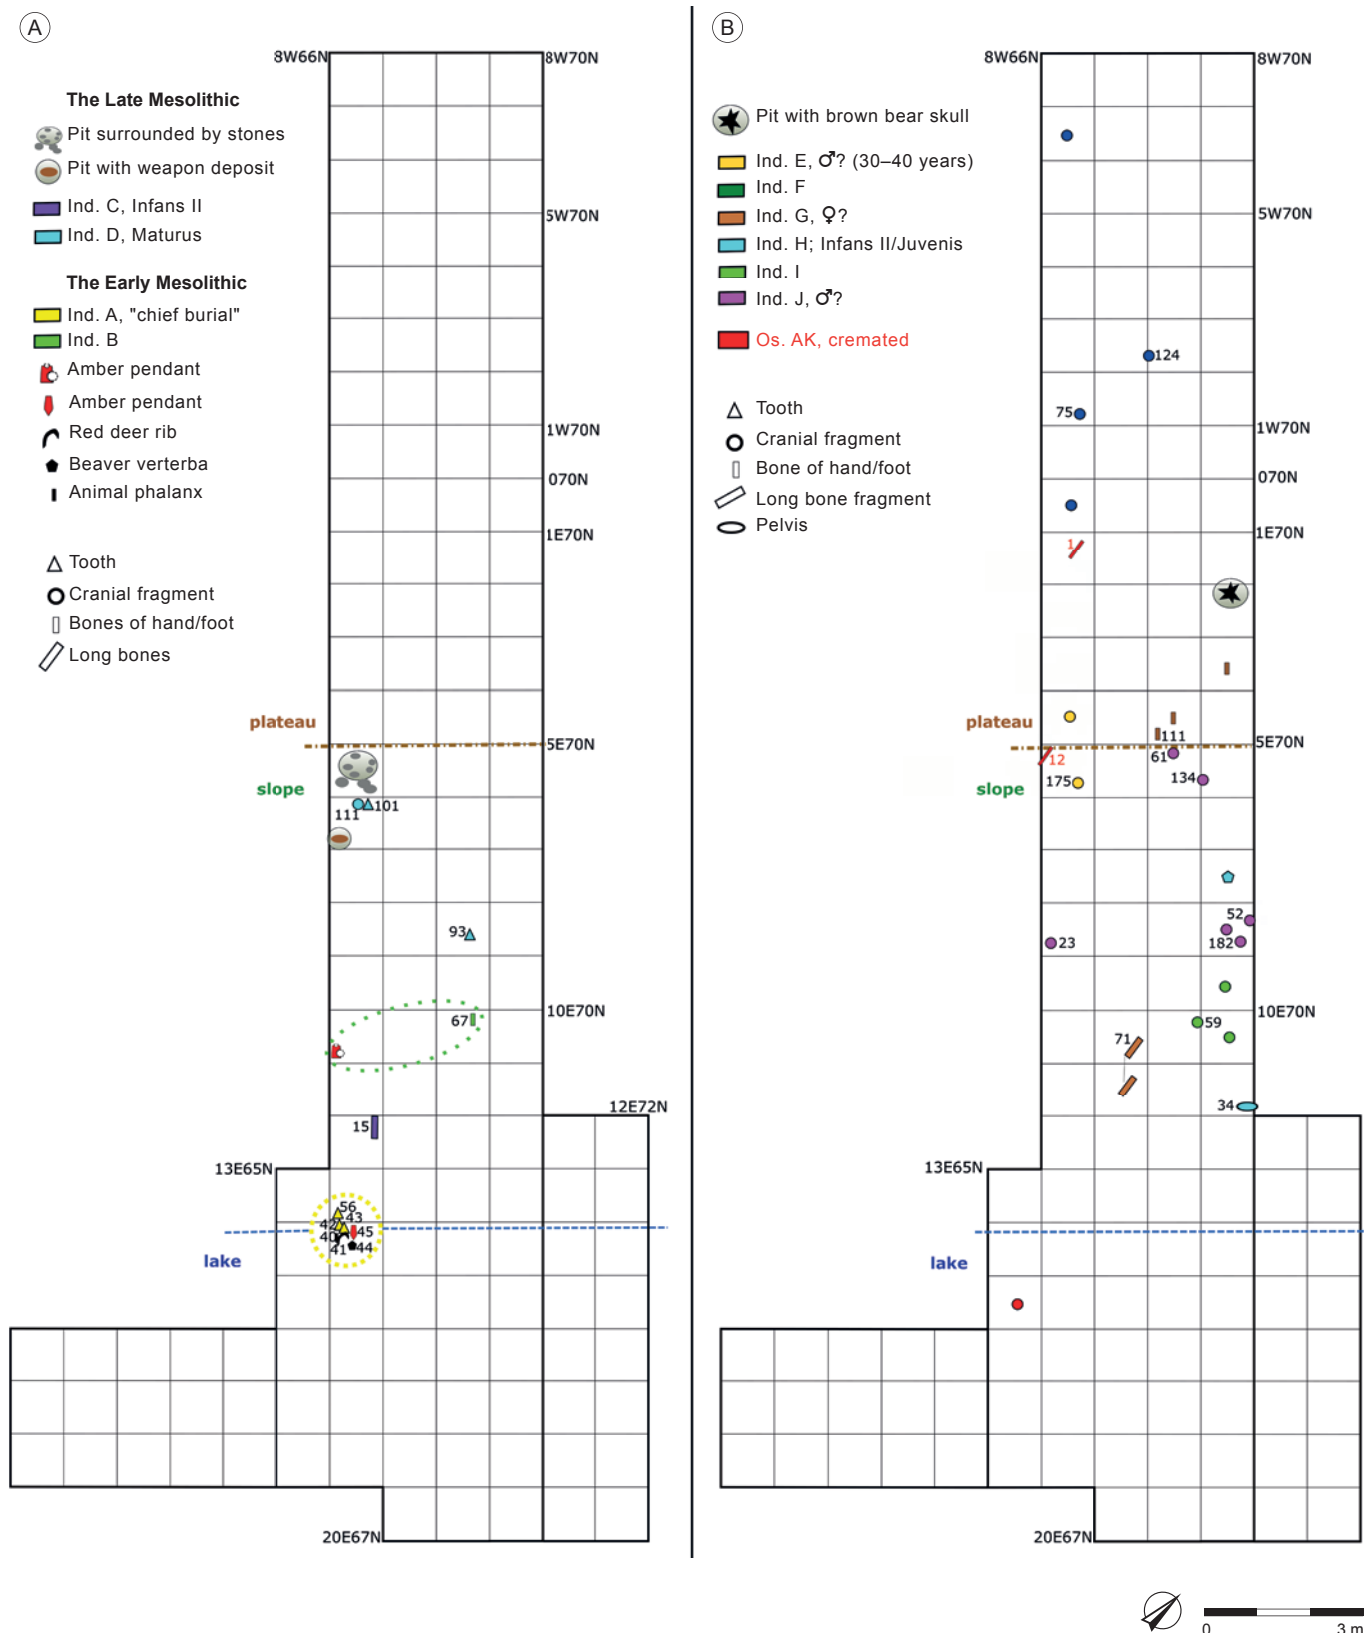 A
8W66N
8W70N
The Late Mesolithic
Pit surrounded by stones
Pit with weapon deposit
Ind. C, Infans II
Ind. D, Maturus
5W70N
The Early Mesolithic
Ind. A, "chief burial"
Ind. B
Amber pendant
Amber pendant
Red deer rib
Beaver verterba
Animal phalanx
1W70N
070N
1E70N
Tooth
Cranial fragment
Bones of hand/foot
Long bones
plateau
5E70N
slope
101
111
93
67
10E70N
12E72N
15
13E65N
56
43
42
45
40
41
44
lake
20E67N
B
8W66N
8W70N
Pit with brown bear skull
Ind. E, ♂? (30–40 years)
Ind. F
Ind. G, ♀?
Ind. H; Infans II/Juvenis
Ind. I
Ind. J, ♂?
Os. AK, cremated
5W70N
124
75
Tooth
Cranial fragment
Bone of hand/foot
Long bone fragment
Pelvis
1W70N
070N
1E70N
1
plateau
111
5E70N
61
12
134
175
slope
52
23
182
10E70N
59
71
34
13E65N
lake
20E67N
0 3 m